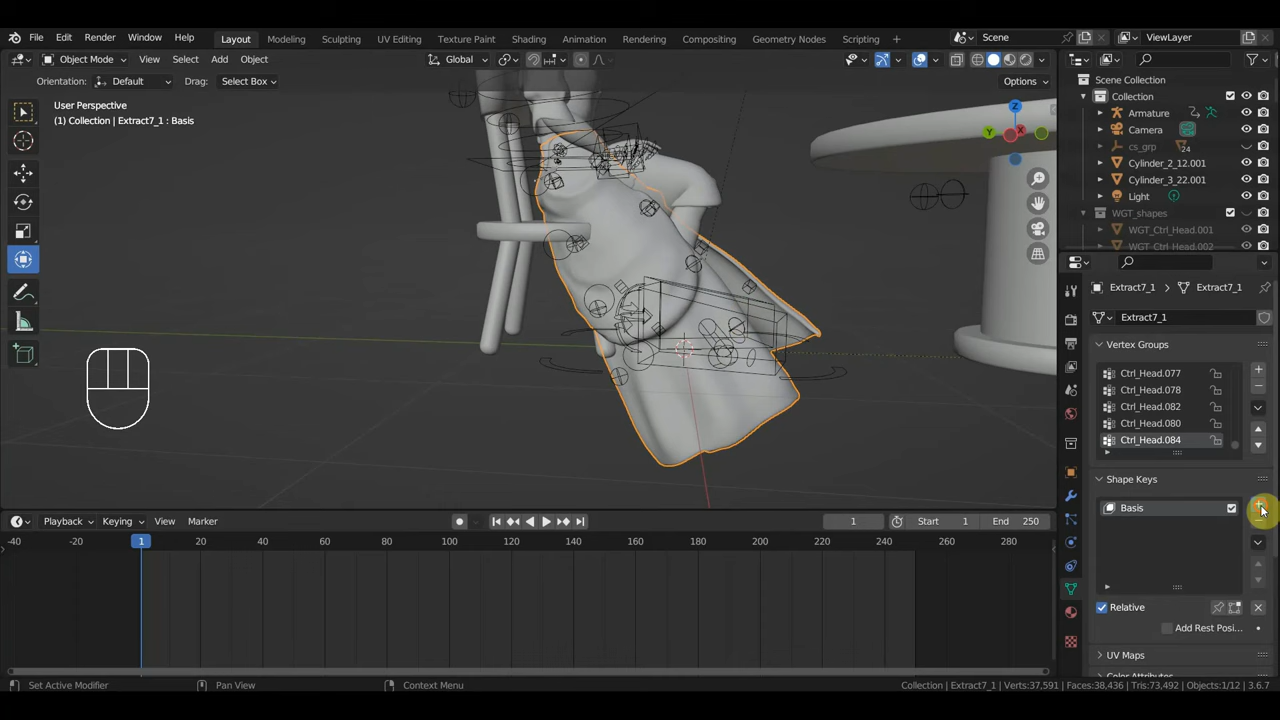 File Edit Render Window Help Layout Modeling Sculpting UV Editing Texture Paint Shading Animation Rendering Compositing Geometry Nodes Scripting + Scene ViewLayer
Object Mode View Select Add Object Global
Orientation: Default Drag: Select Box Options
User Perspective
(1) Collection | Extract7_1 : Basis
Z
Y
X
Scene Collection
Collection
Armature
Camera
cs_grp 24
Cylinder_2_12.001
Cylinder_3_22.001
Light
WGT_shapes
WGT_Ctrl_Head.001
WGT_Ctrl_Head.002
Extract7_1 > Extract7_1
Extract7_1
Vertex Groups
Ctrl_Head.077
Ctrl_Head.078
Ctrl_Head.082
Ctrl_Head.080
Ctrl_Head.084
Shape Keys
Basis
Relative
Add Rest Posi...
UV Maps
Playback Keying View Marker 1 Start 1 End 250
-40 -20 1 20 40 60 80 100 120 140 160 180 200 220 240 260 280
Set Active Modifier Pan View Context Menu Collection | Extract7_1 | Verts:37,591 | Faces:38,436 | Tris:73,492 | Objects:1/12 | 3.6.7